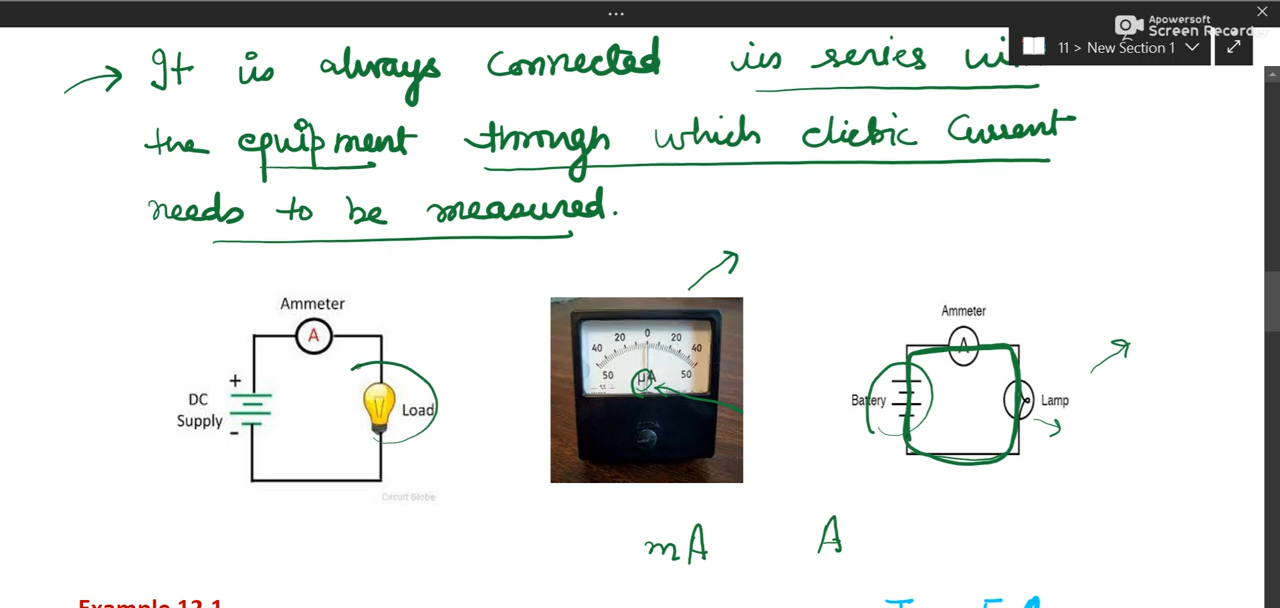 ...
Apowersoft
Screen Recorder
11 > New Section 1
It is always connected in series
the equipment through which electric current
needs to be measured.
Ammeter
A
+
DC
Supply
-
Load
Circuit Globe
40 20 0 20 40
50 50
μA
Ammeter
A
Battery
Lamp
mA A
Example 12.1